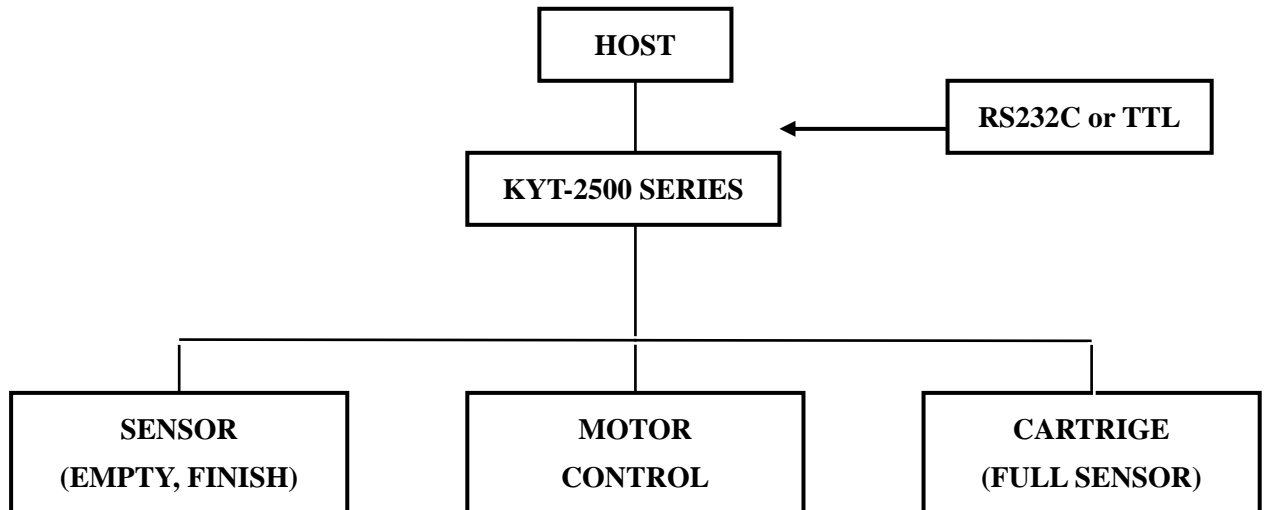 HOST
RS232C or TTL
KYT-2500 SERIES
SENSOR
(EMPTY, FINISH)
MOTOR
CONTROL
CARTRIGE
(FULL SENSOR)